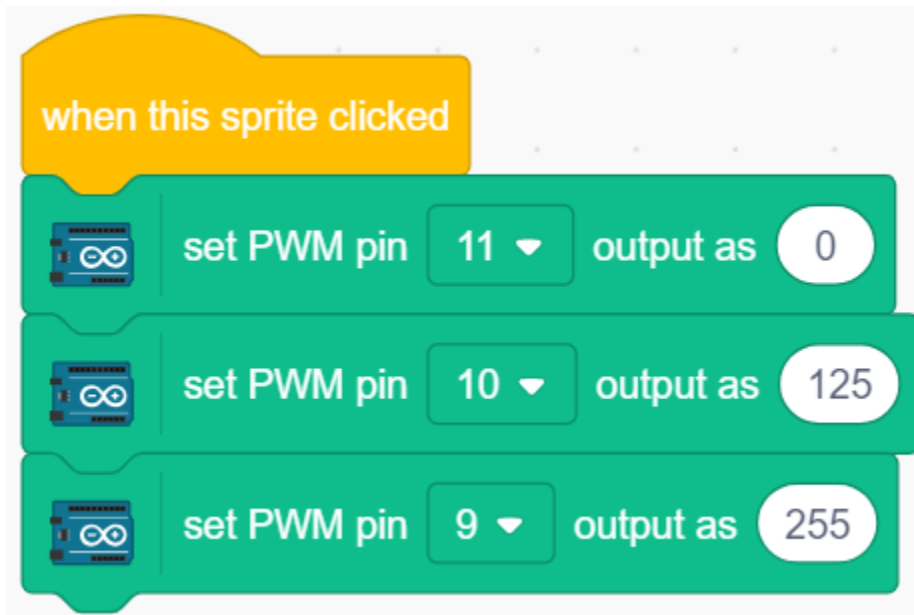 when this sprite clicked
set PWM pin 11 output as 0
set PWM pin 10 output as 125
set PWM pin 9 output as 255